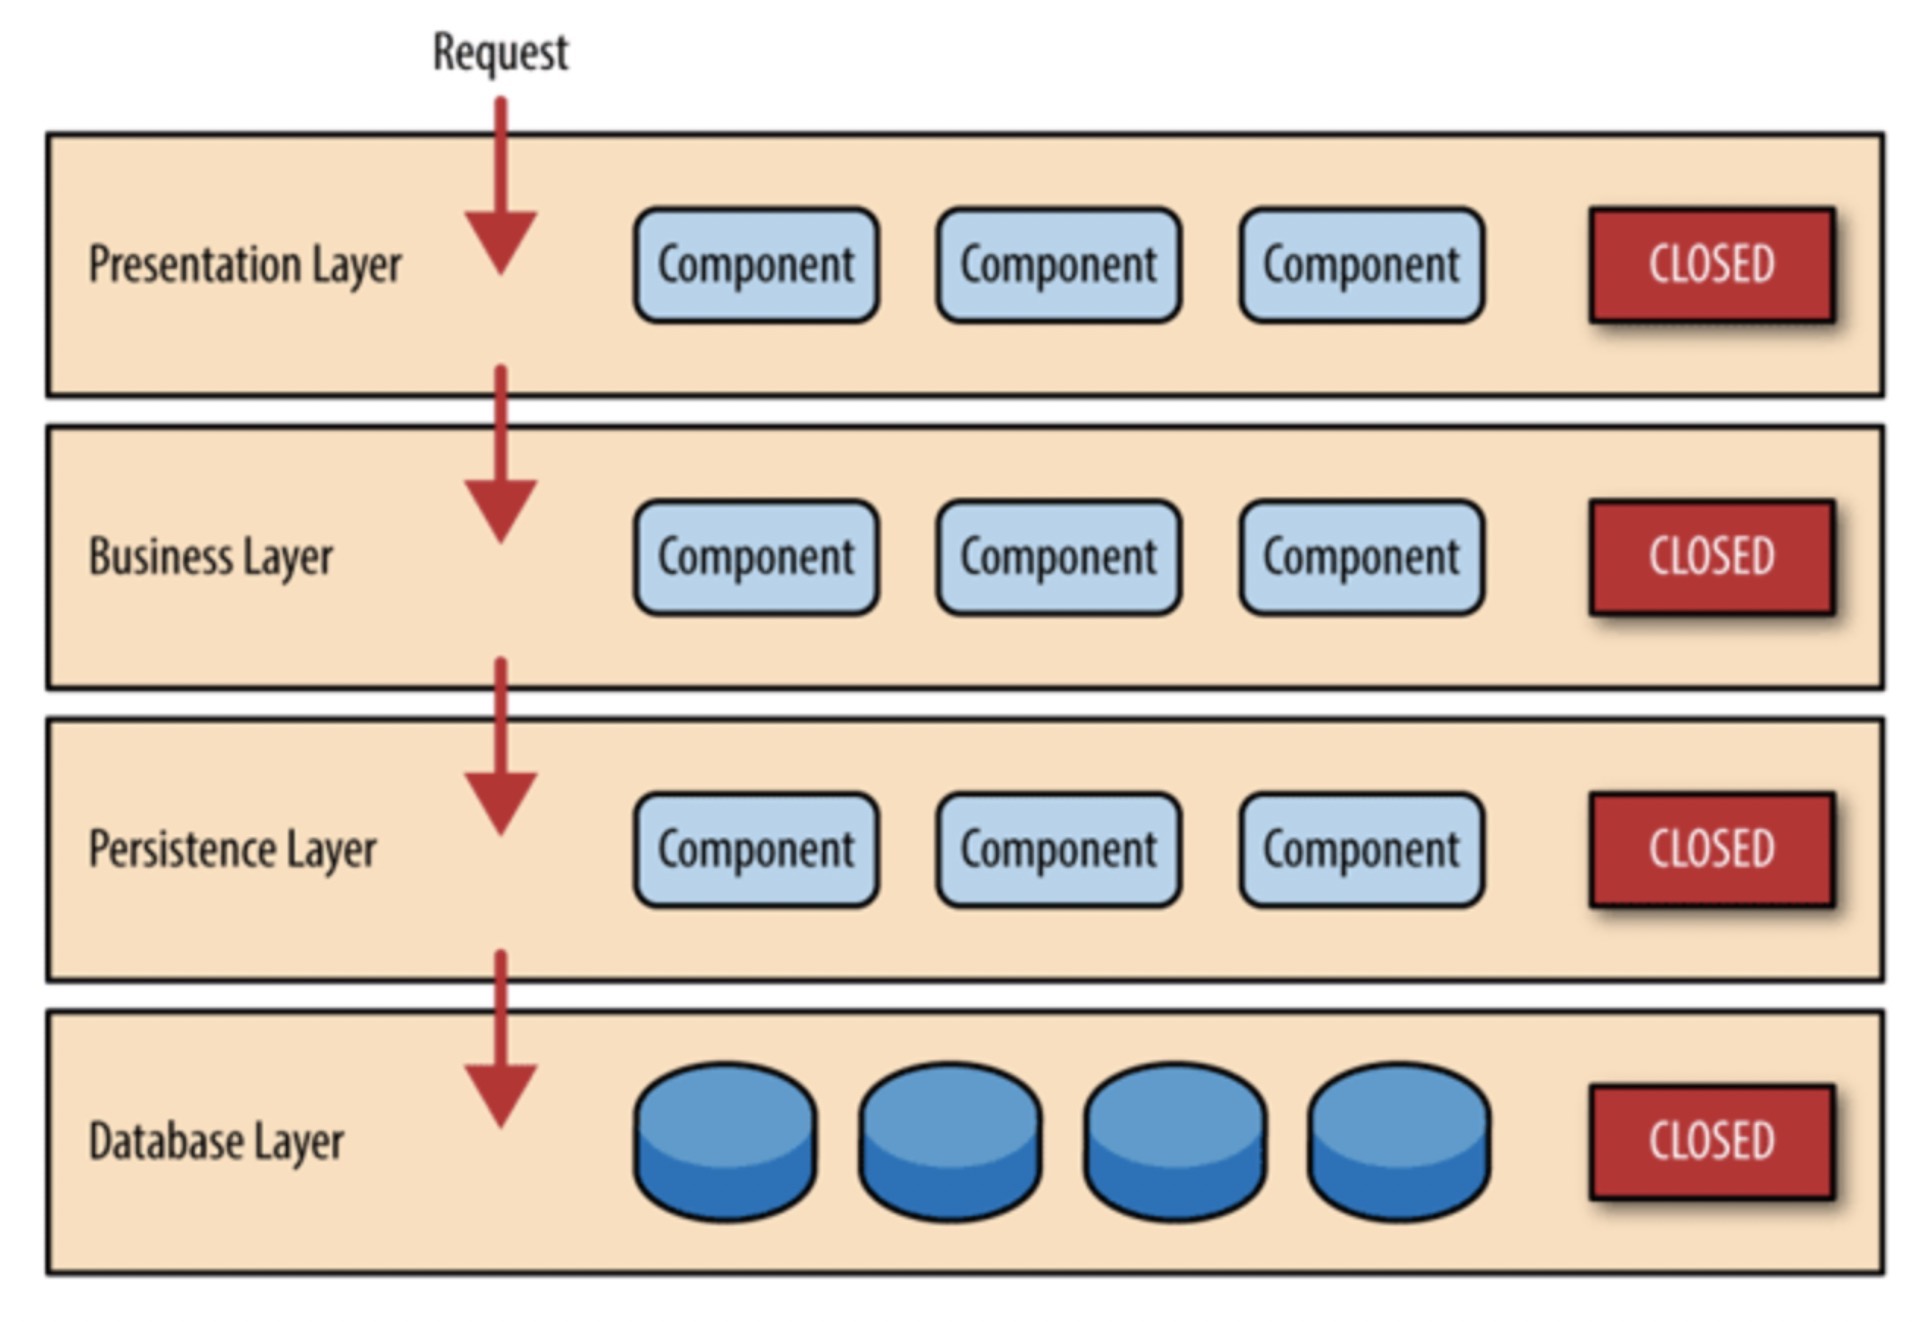 Request
Presentation Layer Component Component Component CLOSED
Business Layer Component Component Component CLOSED
Persistence Layer Component Component Component CLOSED
Database Layer CLOSED